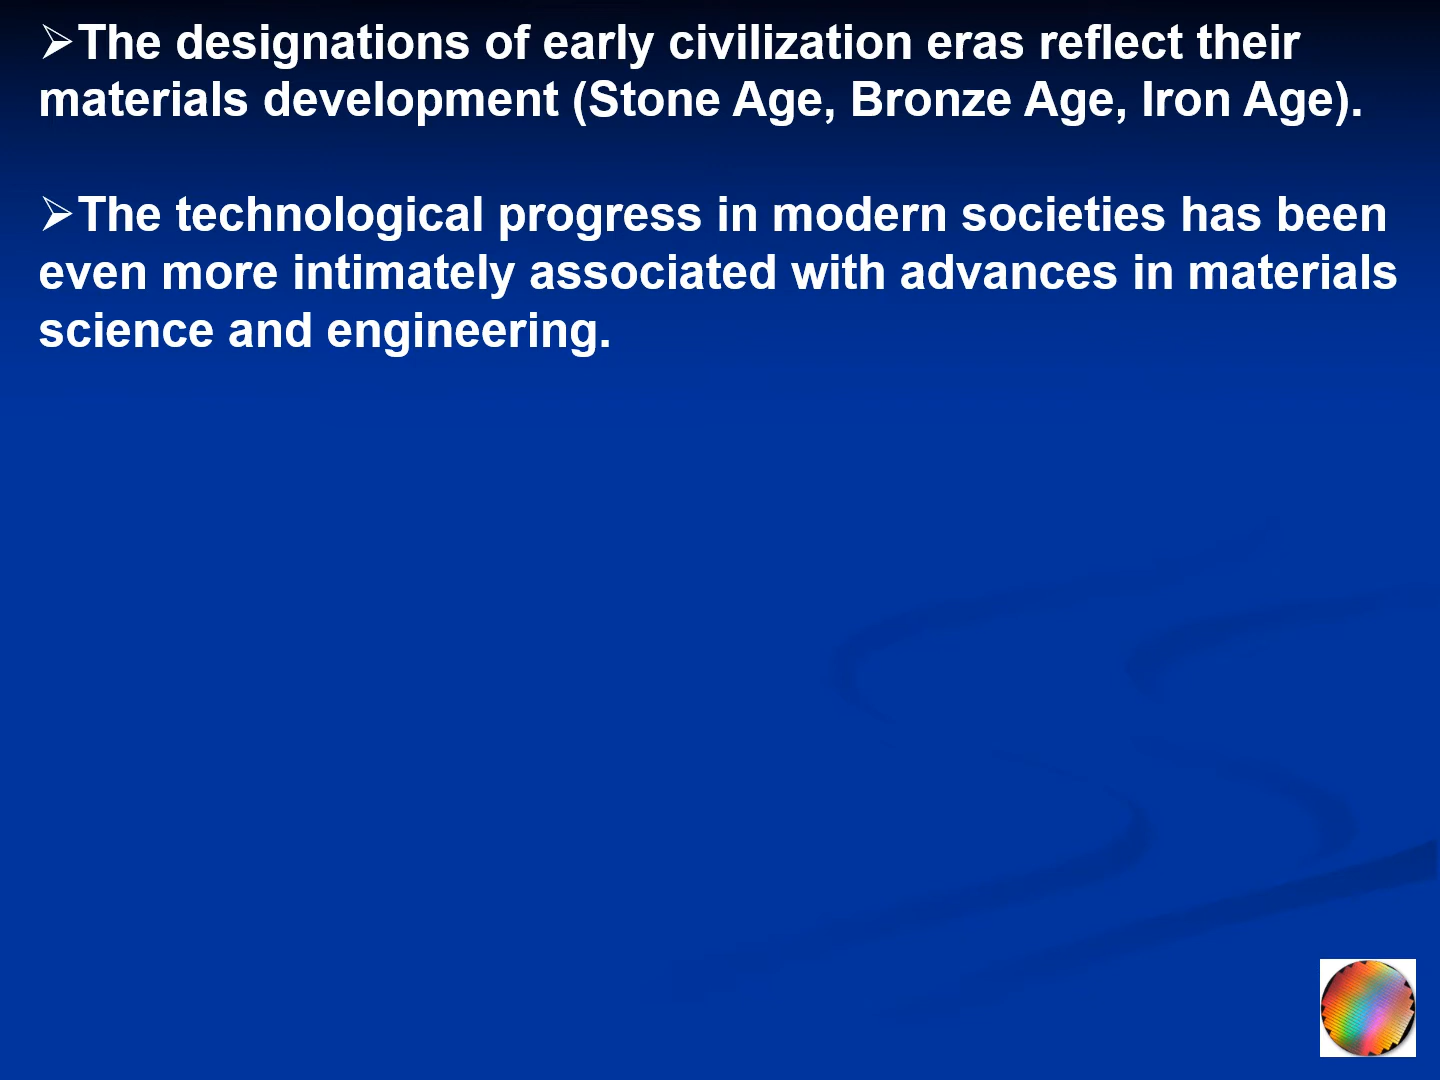 ➢The designations of early civilization eras reflect their
materials development (Stone Age, Bronze Age, Iron Age).
➢The technological progress in modern societies has been
even more intimately associated with advances in materials
science and engineering.